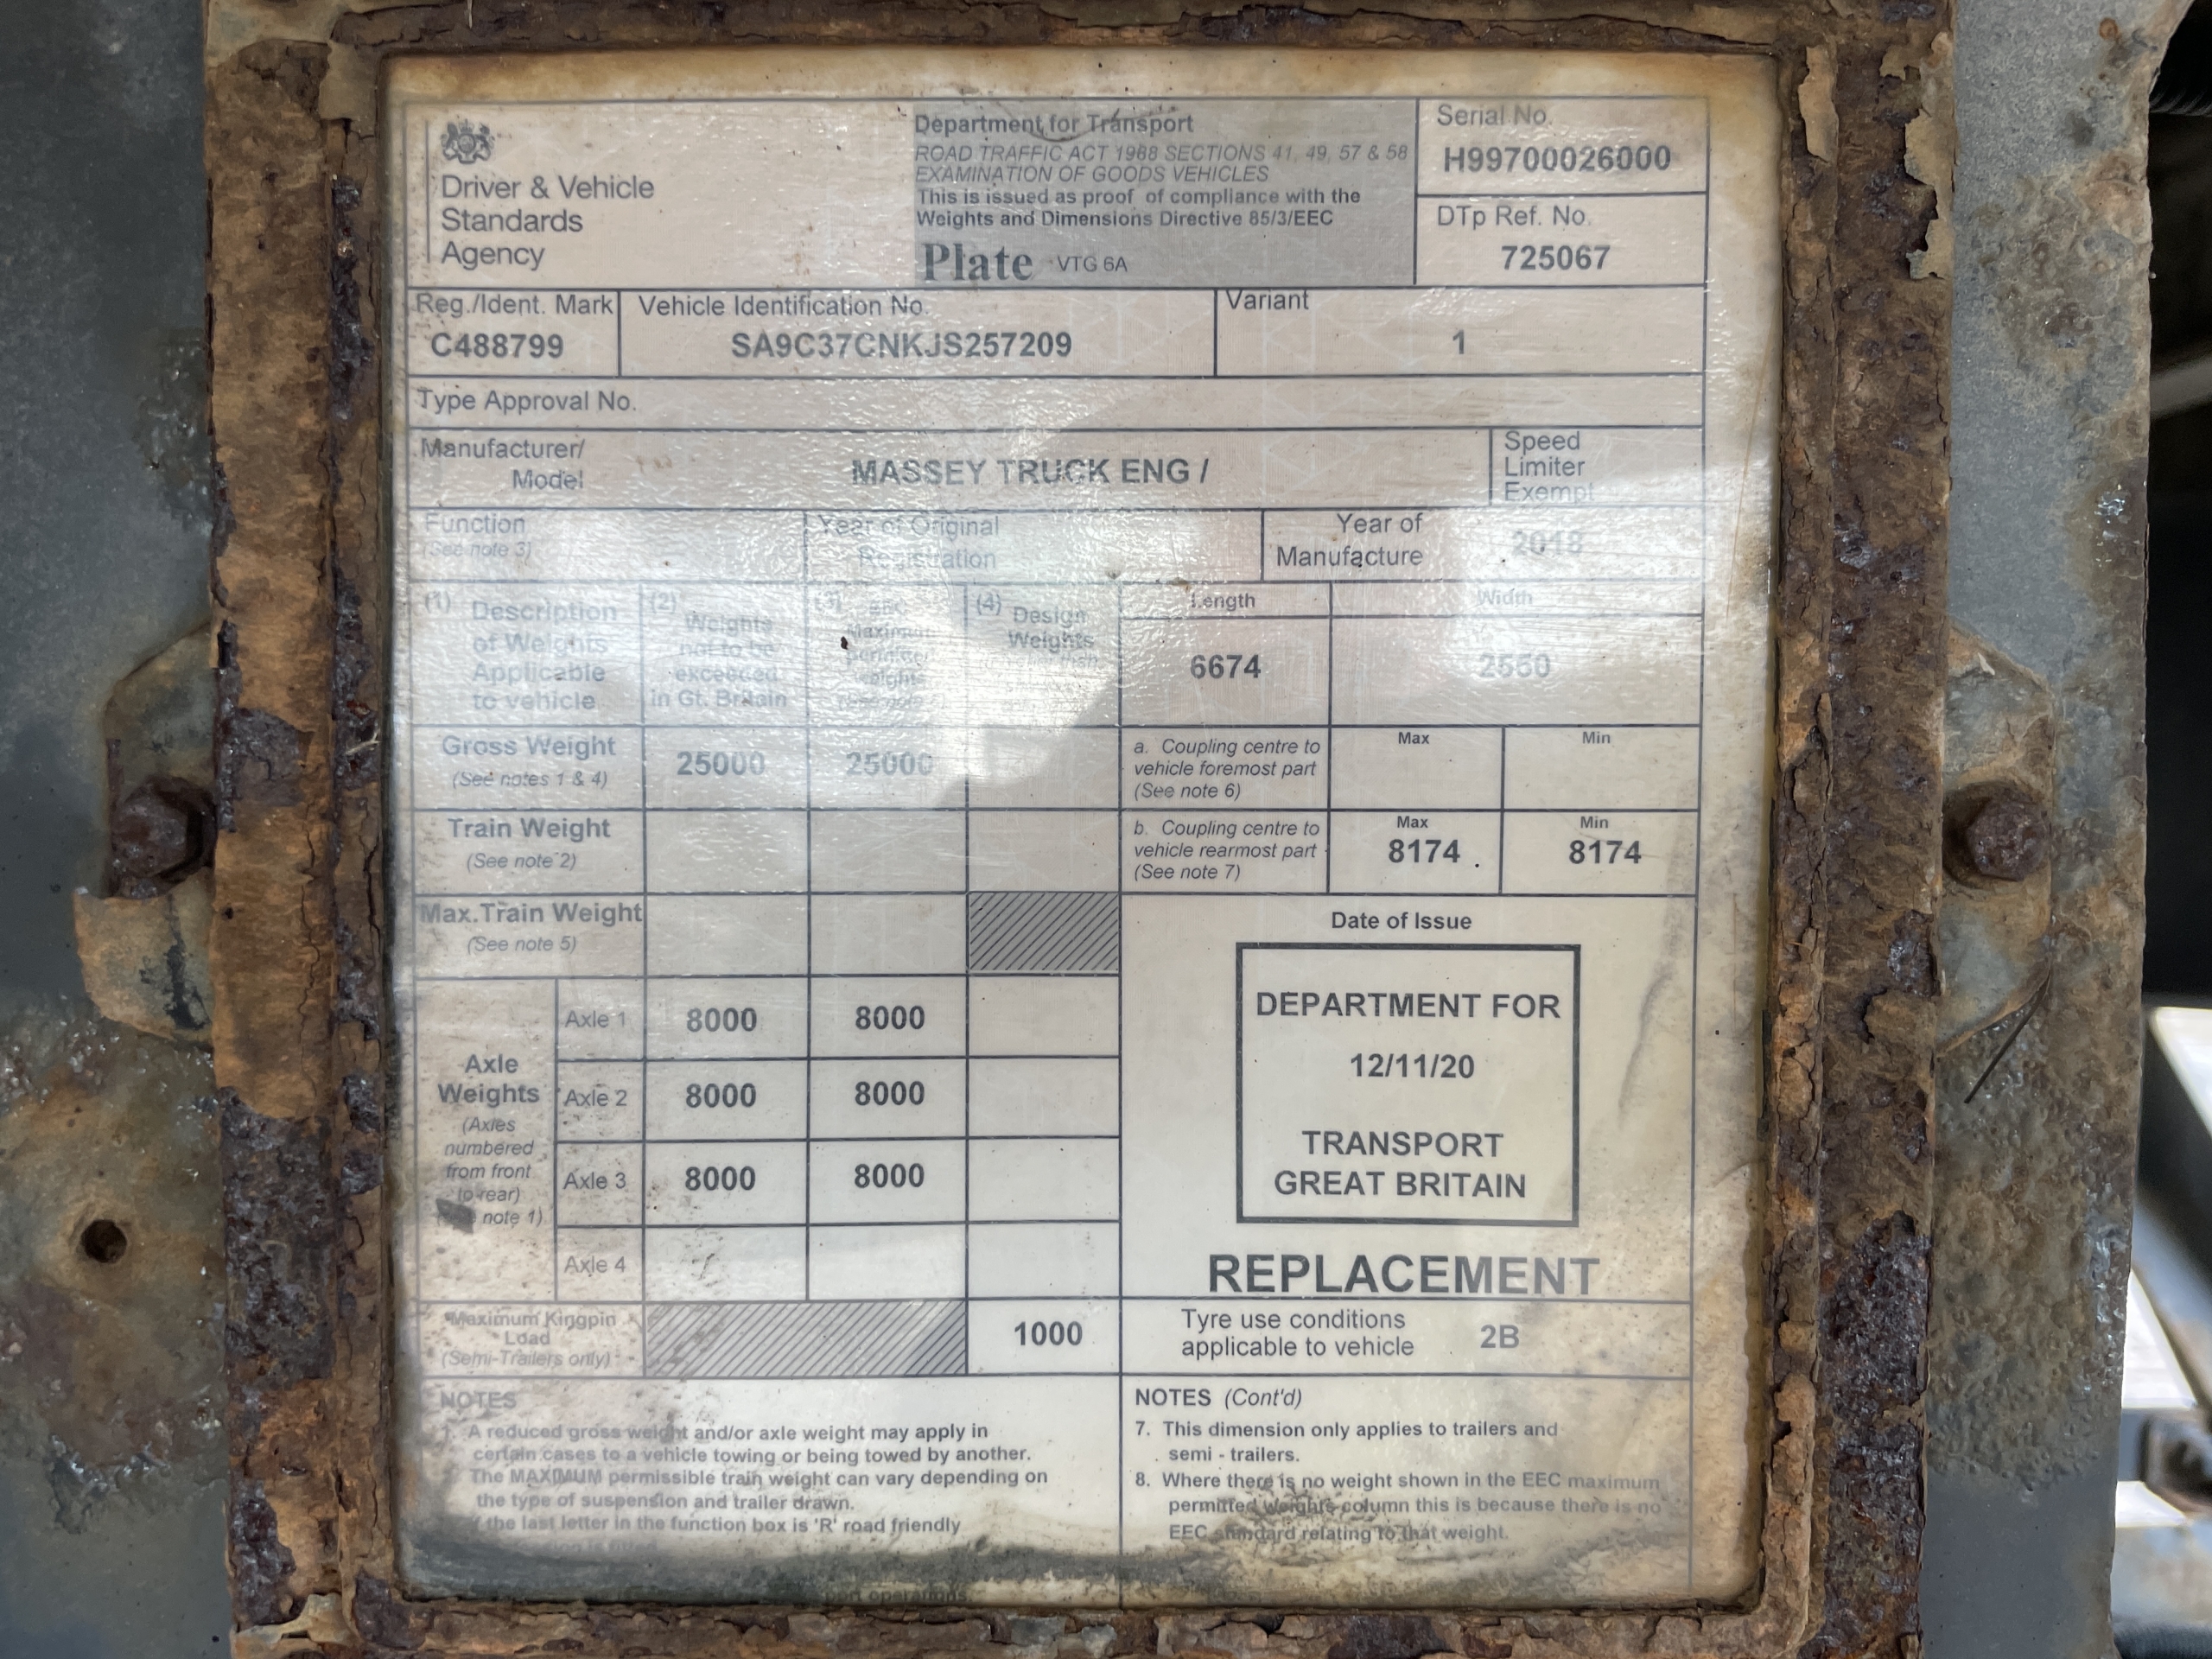 Driver & Vehicle
Standards
Agency
Department for Transport
ROAD TRAFFIC ACT 1988 SECTIONS 41, 49, 57 & 58
EXAMINATION OF GOODS VEHICLES
This is issued as proof of compliance with the
Weights and Dimensions Directive 85/3/EEC
Plate VTG 6A
Serial No.
H99700026000
DTp Ref. No.
725067
Reg./Ident. Mark
C488799
Vehicle Identification No.
SA9C37CNKJS257209
Variant
1
Type Approval No.
Manufacturer/
Model
MASSEY TRUCK ENG /
Speed
Limiter
Exempt
Function
(See note 3)
Year of Original
Registration
Year of
Manufacture
2018
(1) Description
of Weights
Applicable
to vehicle
(2) Weights
not to be
exceeded
in Gt. Britain
(3) EEC
Maximum
permitted
weights
(4) Design
Weights
Length
6674
Width
2550
Gross Weight
(See notes 1 & 4)
25000
25000
a. Coupling centre to
vehicle foremost part
(See note 6)
Max
Min
Train Weight
(See note 2)
b. Coupling centre to
vehicle rearmost part
(See note 7)
Max
8174
Min
8174
Max.Train Weight
(See note 5)
Axle
Weights
(Axles
numbered
from front
to rear)
note 1)
Axle 1 8000 8000
Axle 2 8000 8000
Axle 3 8000 8000
Axle 4
Date of Issue
DEPARTMENT FOR
12/11/20
TRANSPORT
GREAT BRITAIN
REPLACEMENT
Maximum Kingpin
Load
(Semi-Trailers only)
1000
Tyre use conditions
applicable to vehicle
2B
NOTES
1. A reduced gross weight and/or axle weight may apply in
certain cases to a vehicle towing or being towed by another.
The MAXIMUM permissible train weight can vary depending on
the type of suspension and trailer drawn.
the last letter in the function box is 'R' road friendly
operations.
NOTES (Cont'd)
7. This dimension only applies to trailers and
semi - trailers.
8. Where there is no weight shown in the EEC maximum
permitted weights column this is because there is no
EEC standard relating to that weight.